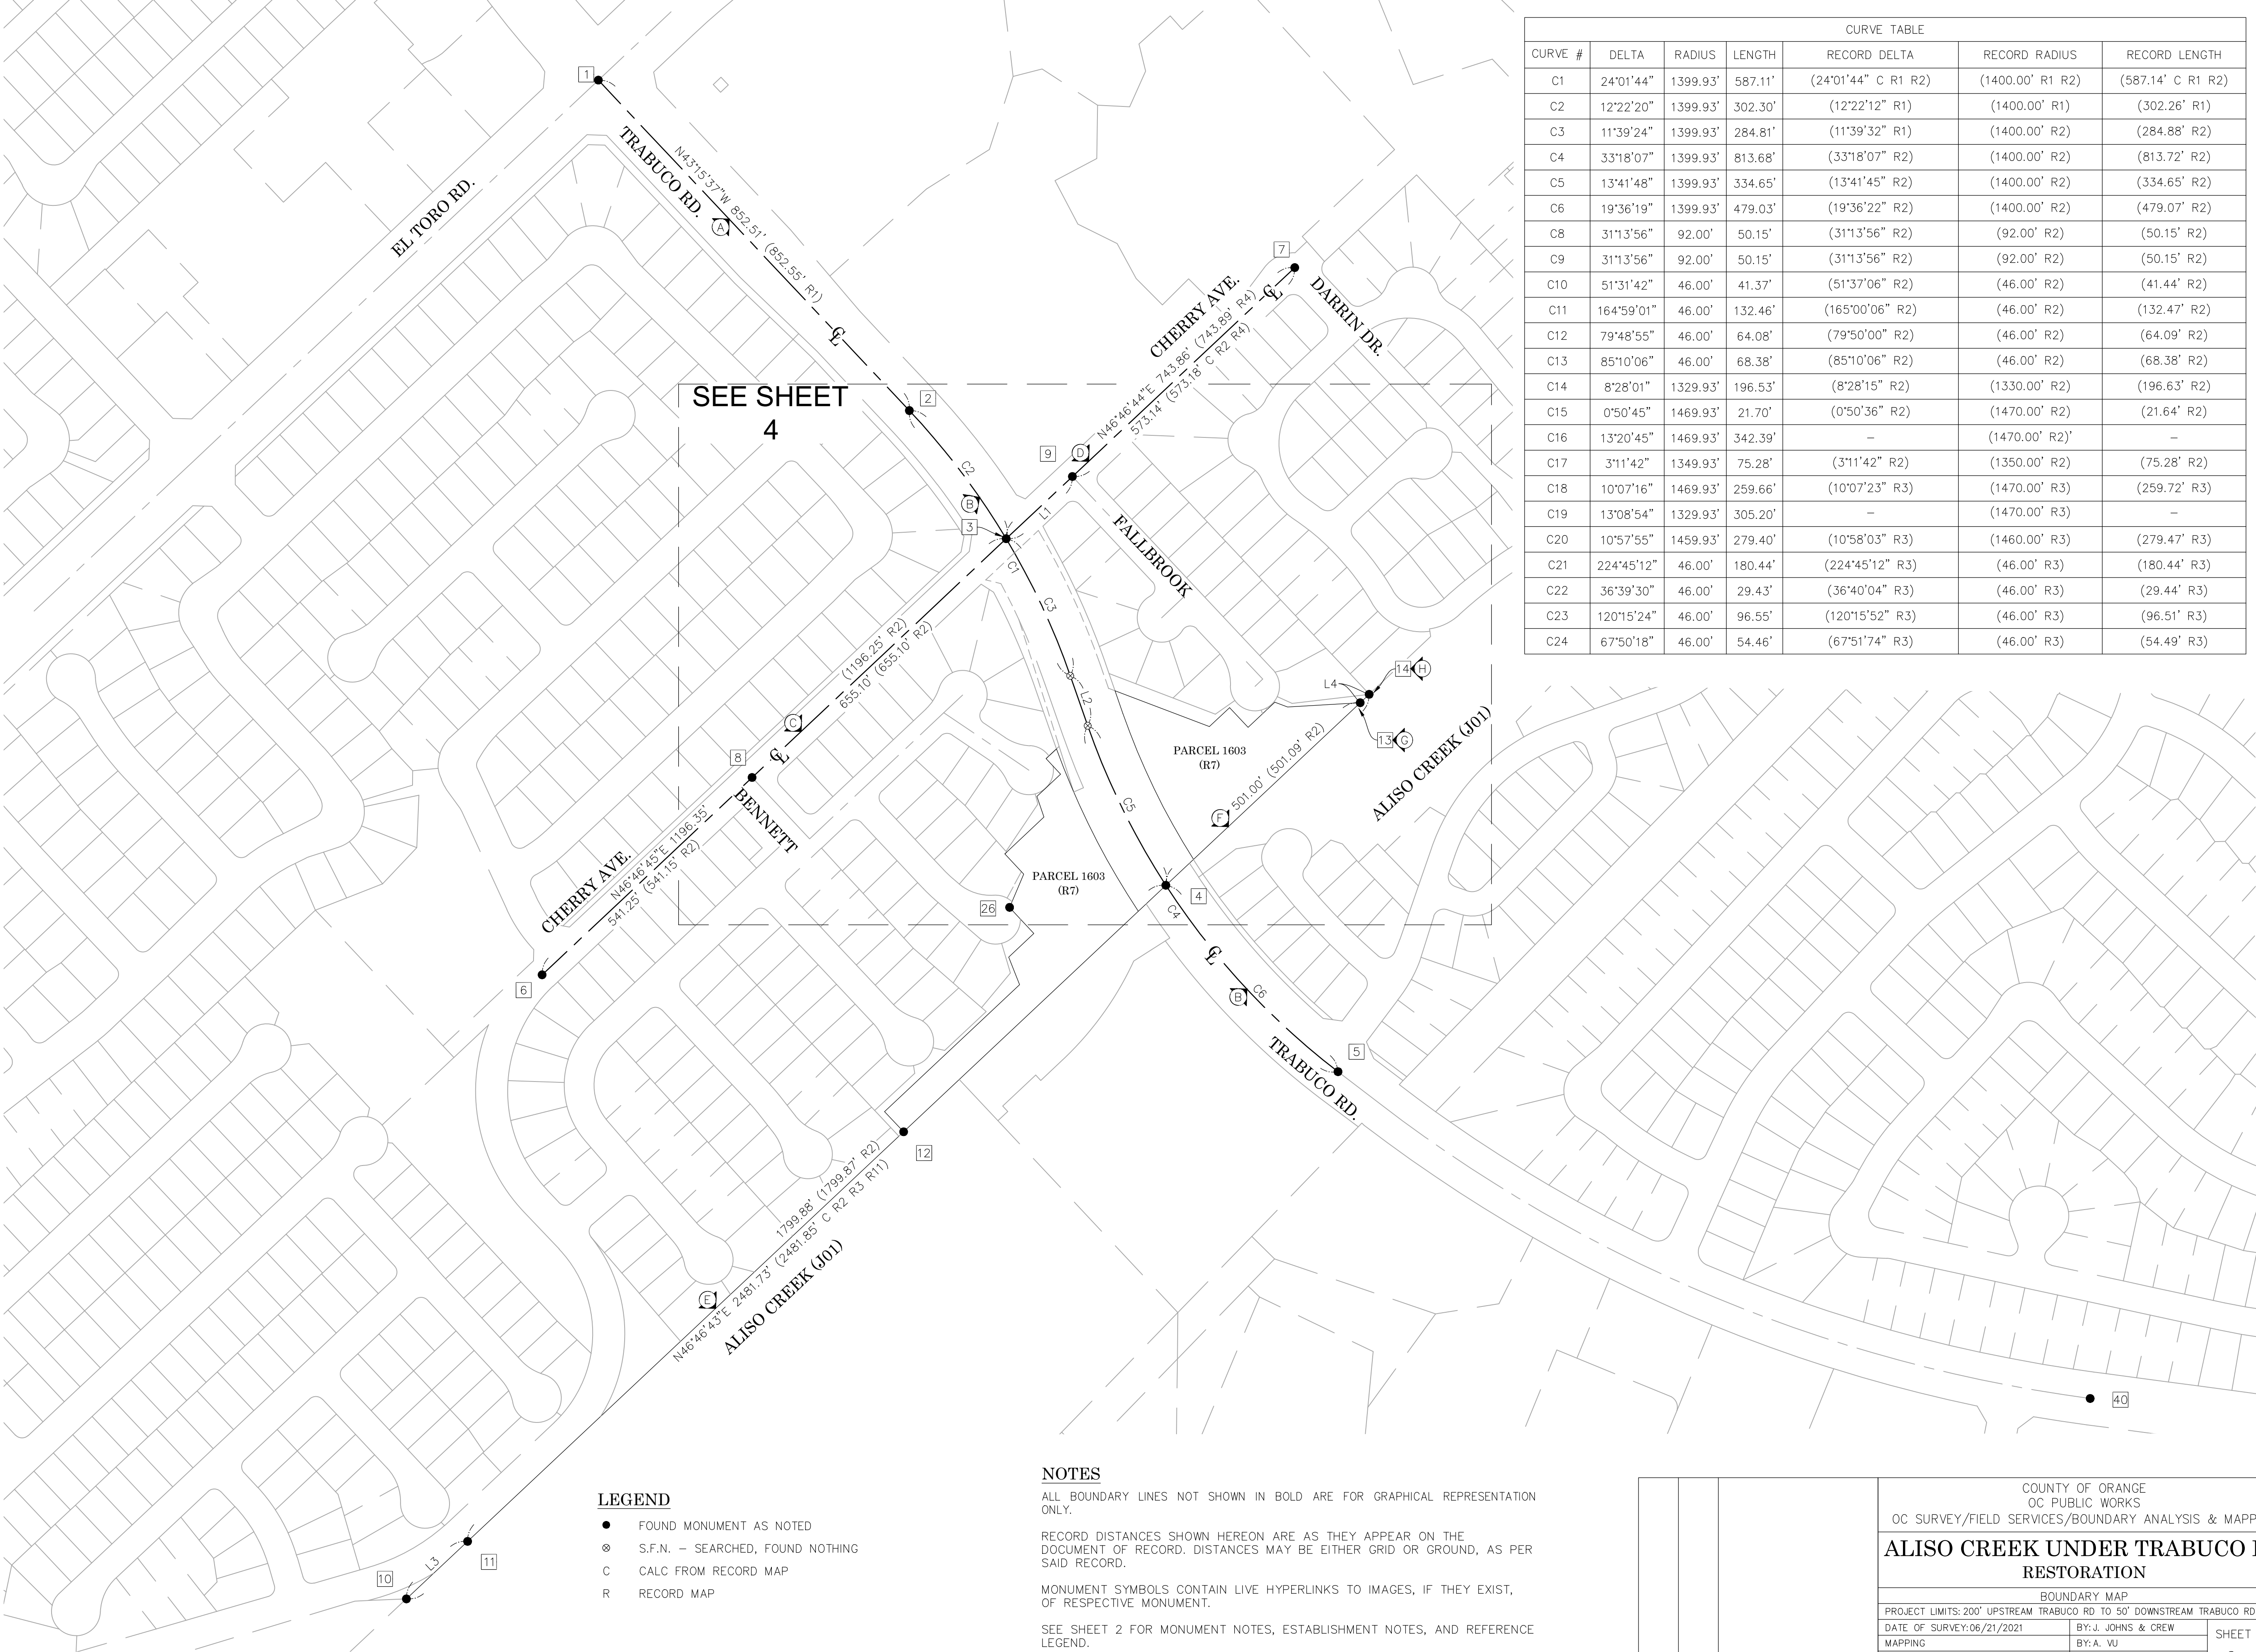 CURVE TABLE
CURVE # DELTA RADIUS LENGTH RECORD DELTA RECORD RADIUS RECORD LENGTH
C1 24°01'44" 1399.93' 587.11' (24°01'44" C R1 R2) (1400.00' R1 R2) (587.14' C R1 R2)
C2 12°22'20" 1399.93' 302.30' (12°22'12" R1) (1400.00' R1) (302.26' R1)
C3 11°39'24" 1399.93' 284.81' (11°39'32" R1) (1400.00' R2) (284.88' R2)
C4 33°18'07" 1399.93' 813.68' (33°18'07" R2) (1400.00' R2) (813.72' R2)
C5 13°41'48" 1399.93' 334.65' (13°41'45" R2) (1400.00' R2) (334.65' R2)
C6 19°36'19" 1399.93' 479.03' (19°36'22" R2) (1400.00' R2) (479.07' R2)
C8 31°13'56" 92.00' 50.15' (31°13'56" R2) (92.00' R2) (50.15' R2)
C9 31°13'56" 92.00' 50.15' (31°13'56" R2) (92.00' R2) (50.15' R2)
C10 51°31'42" 46.00' 41.37' (51°37'06" R2) (46.00' R2) (41.44' R2)
C11 164°59'01" 46.00' 132.46' (165°00'06" R2) (46.00' R2) (132.47' R2)
C12 79°48'55" 46.00' 64.08' (79°50'00" R2) (46.00' R2) (64.09' R2)
C13 85°10'06" 46.00' 68.38' (85°10'06" R2) (46.00' R2) (68.38' R2)
C14 8°28'01" 1329.93' 196.53' (8°28'15" R2) (1330.00' R2) (196.63' R2)
C15 0°50'45" 1469.93' 21.70' (0°50'36" R2) (1470.00' R2) (21.64' R2)
C16 13°20'45" 1469.93' 342.39' – (1470.00' R2)' –
C17 3°11'42" 1349.93' 75.28' (3°11'42" R2) (1350.00' R2) (75.28' R2)
C18 10°07'16" 1469.93' 259.66' (10°07'23" R3) (1470.00' R3) (259.72' R3)
C19 13°08'54" 1329.93' 305.20' – (1470.00' R3) –
C20 10°57'55" 1459.93' 279.40' (10°58'03" R3) (1460.00' R3) (279.47' R3)
C21 224°45'12" 46.00' 180.44' (224°45'12" R3) (46.00' R3) (180.44' R3)
C22 36°39'30" 46.00' 29.43' (36°40'04" R3) (46.00' R3) (29.44' R3)
C23 120°15'24" 46.00' 96.55' (120°15'52" R3) (46.00' R3) (96.51' R3)
C24 67°50'18" 46.00' 54.46' (67°51'74" R3) (46.00' R3) (54.49' R3)
1
TRABUCO RD.
N43°15'37"W 852.51' (852.55' R1)
A
EL TORO RD.
℄
7
CHERRY AVE.
℄
DARRIN DR.
N46°46'44"E 743.86' (743.89' R4)
573.14' (573.18' C R2 R4)
SEE SHEET
4
2
C2
9
D
B
3
L1
C1
FALLBROOK
C3
(1196.25' R2)
655.10' (655.10' R2)
L2
L4
14
H
13
G
C
8
℄
PARCEL 1603
(R7)
501.00' (501.09' R2)
F
ALISO CREEK (J01)
BENNETT
C5
CHERRY AVE.
N46°46'45"E 1196.35'
541.25' (541.15' R2)
PARCEL 1603
(R7)
26
4
C4
℄
6
B
C6
TRABUCO RD.
5
12
1799.88' (1799.87' R2)
N46°46'43"E 2481.73' (2481.85' C R2 R3 R11)
E
ALISO CREEK (J01)
40
11
L3
10
LEGEND
FOUND MONUMENT AS NOTED
S.F.N. – SEARCHED, FOUND NOTHING
C CALC FROM RECORD MAP
R RECORD MAP
NOTES
ALL BOUNDARY LINES NOT SHOWN IN BOLD ARE FOR GRAPHICAL REPRESENTATION
ONLY.
RECORD DISTANCES SHOWN HEREON ARE AS THEY APPEAR ON THE
DOCUMENT OF RECORD. DISTANCES MAY BE EITHER GRID OR GROUND, AS PER
SAID RECORD.
MONUMENT SYMBOLS CONTAIN LIVE HYPERLINKS TO IMAGES, IF THEY EXIST,
OF RESPECTIVE MONUMENT.
SEE SHEET 2 FOR MONUMENT NOTES, ESTABLISHMENT NOTES, AND REFERENCE
LEGEND.
COUNTY OF ORANGE
OC PUBLIC WORKS
OC SURVEY/FIELD SERVICES/BOUNDARY ANALYSIS & MAPP
ALISO CREEK UNDER TRABUCO
RESTORATION
BOUNDARY MAP
PROJECT LIMITS: 200' UPSTREAM TRABUCO RD TO 50' DOWNSTREAM TRABUCO RD
DATE OF SURVEY:06/21/2021 BY: J. JOHNS & CREW SHEET
MAPPING BY: A. VU